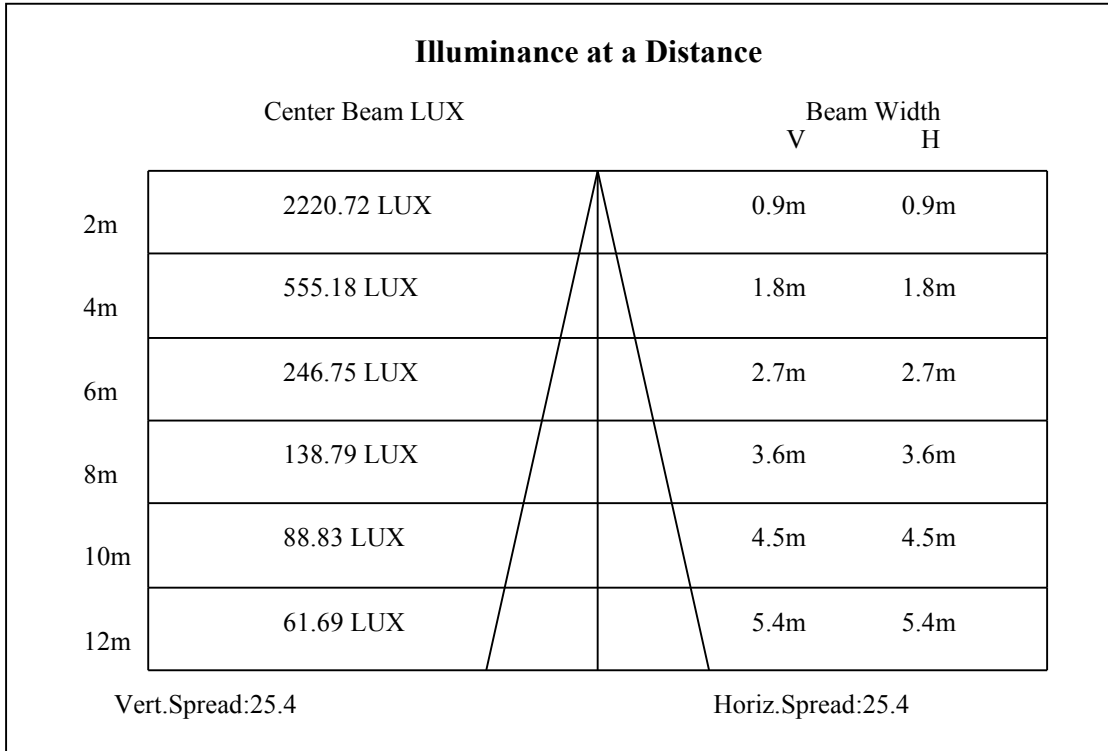 Illuminance at a Distance
Center Beam LUX Beam Width
V H
2m 2220.72 LUX 0.9m 0.9m
4m 555.18 LUX 1.8m 1.8m
6m 246.75 LUX 2.7m 2.7m
8m 138.79 LUX 3.6m 3.6m
10m 88.83 LUX 4.5m 4.5m
12m 61.69 LUX 5.4m 5.4m
Vert.Spread:25.4 Horiz.Spread:25.4